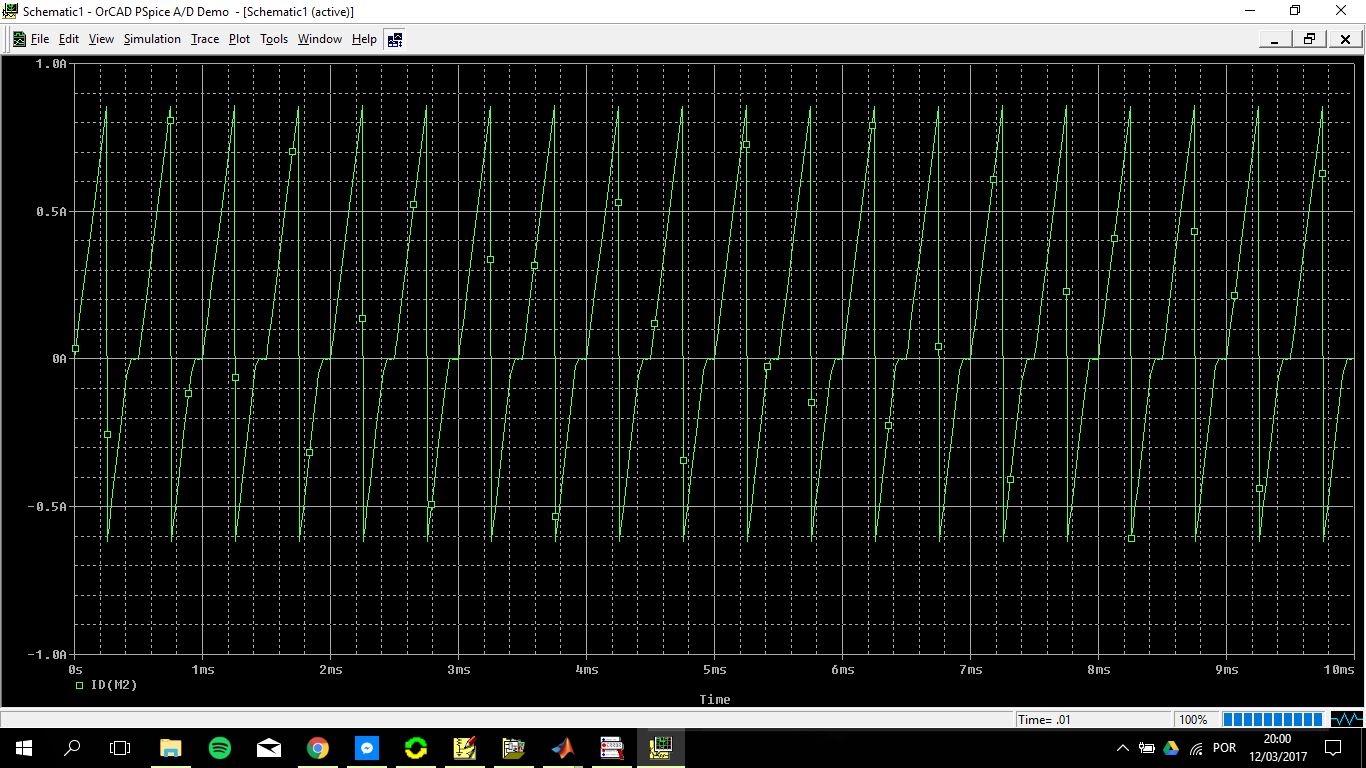 Schematic1 - OrCAD PSpice A/D Demo - [Schematic1 (active)]
File Edit View Simulation Trace Plot Tools Window Help
1.0A
0.5A
0A
-0.5A
-1.0A
0s 1ms 2ms 3ms 4ms 5ms 6ms 7ms 8ms 9ms 10ms
ID(M2)
Time
Time= .01 100%
POR 20:00
12/03/2017